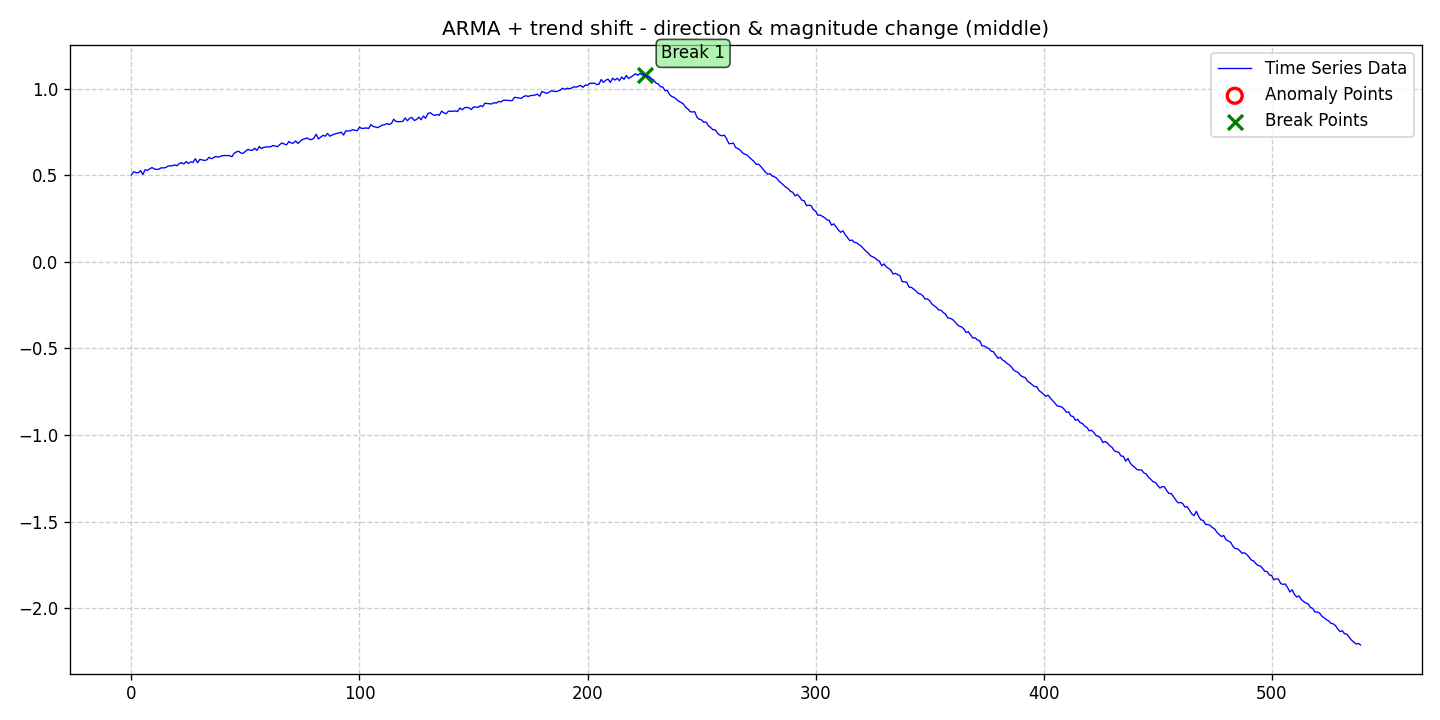 ARMA + trend shift - direction & magnitude change (middle)
Break 1
Time Series Data
Anomaly Points
Break Points
1.0
0.5
0.0
−0.5
−1.0
−1.5
−2.0
0 100 200 300 400 500